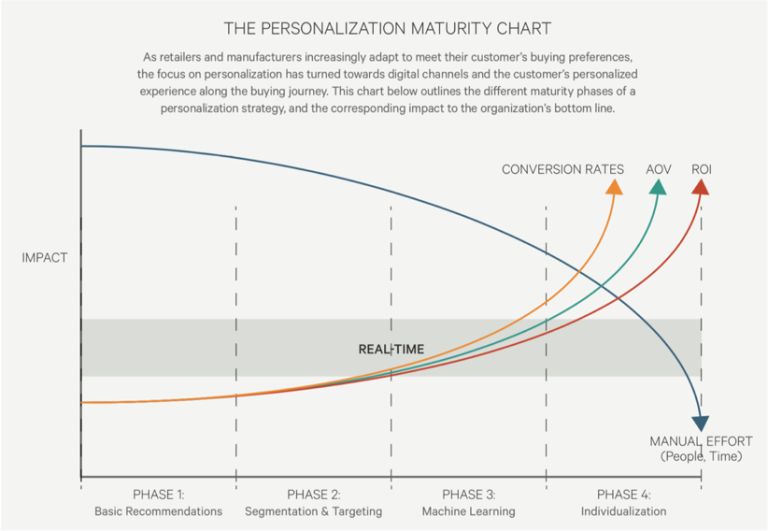 THE PERSONALIZATION MATURITY CHART
As retailers and manufacturers increasingly adapt to meet their customer's buying preferences,
the focus on personalization has turned towards digital channels and the customer's personalized
experience along the buying journey. This chart below outlines the different maturity phases of a
personalization strategy, and the corresponding impact to the organization's bottom line.
CONVERSION RATES
AOV
ROI
IMPACT
REAL-TIME
MANUAL EFFORT
(People, Time)
PHASE 1:
Basic Recommendations
PHASE 2:
Segmentation & Targeting
PHASE 3:
Machine Learning
PHASE 4:
Individualization